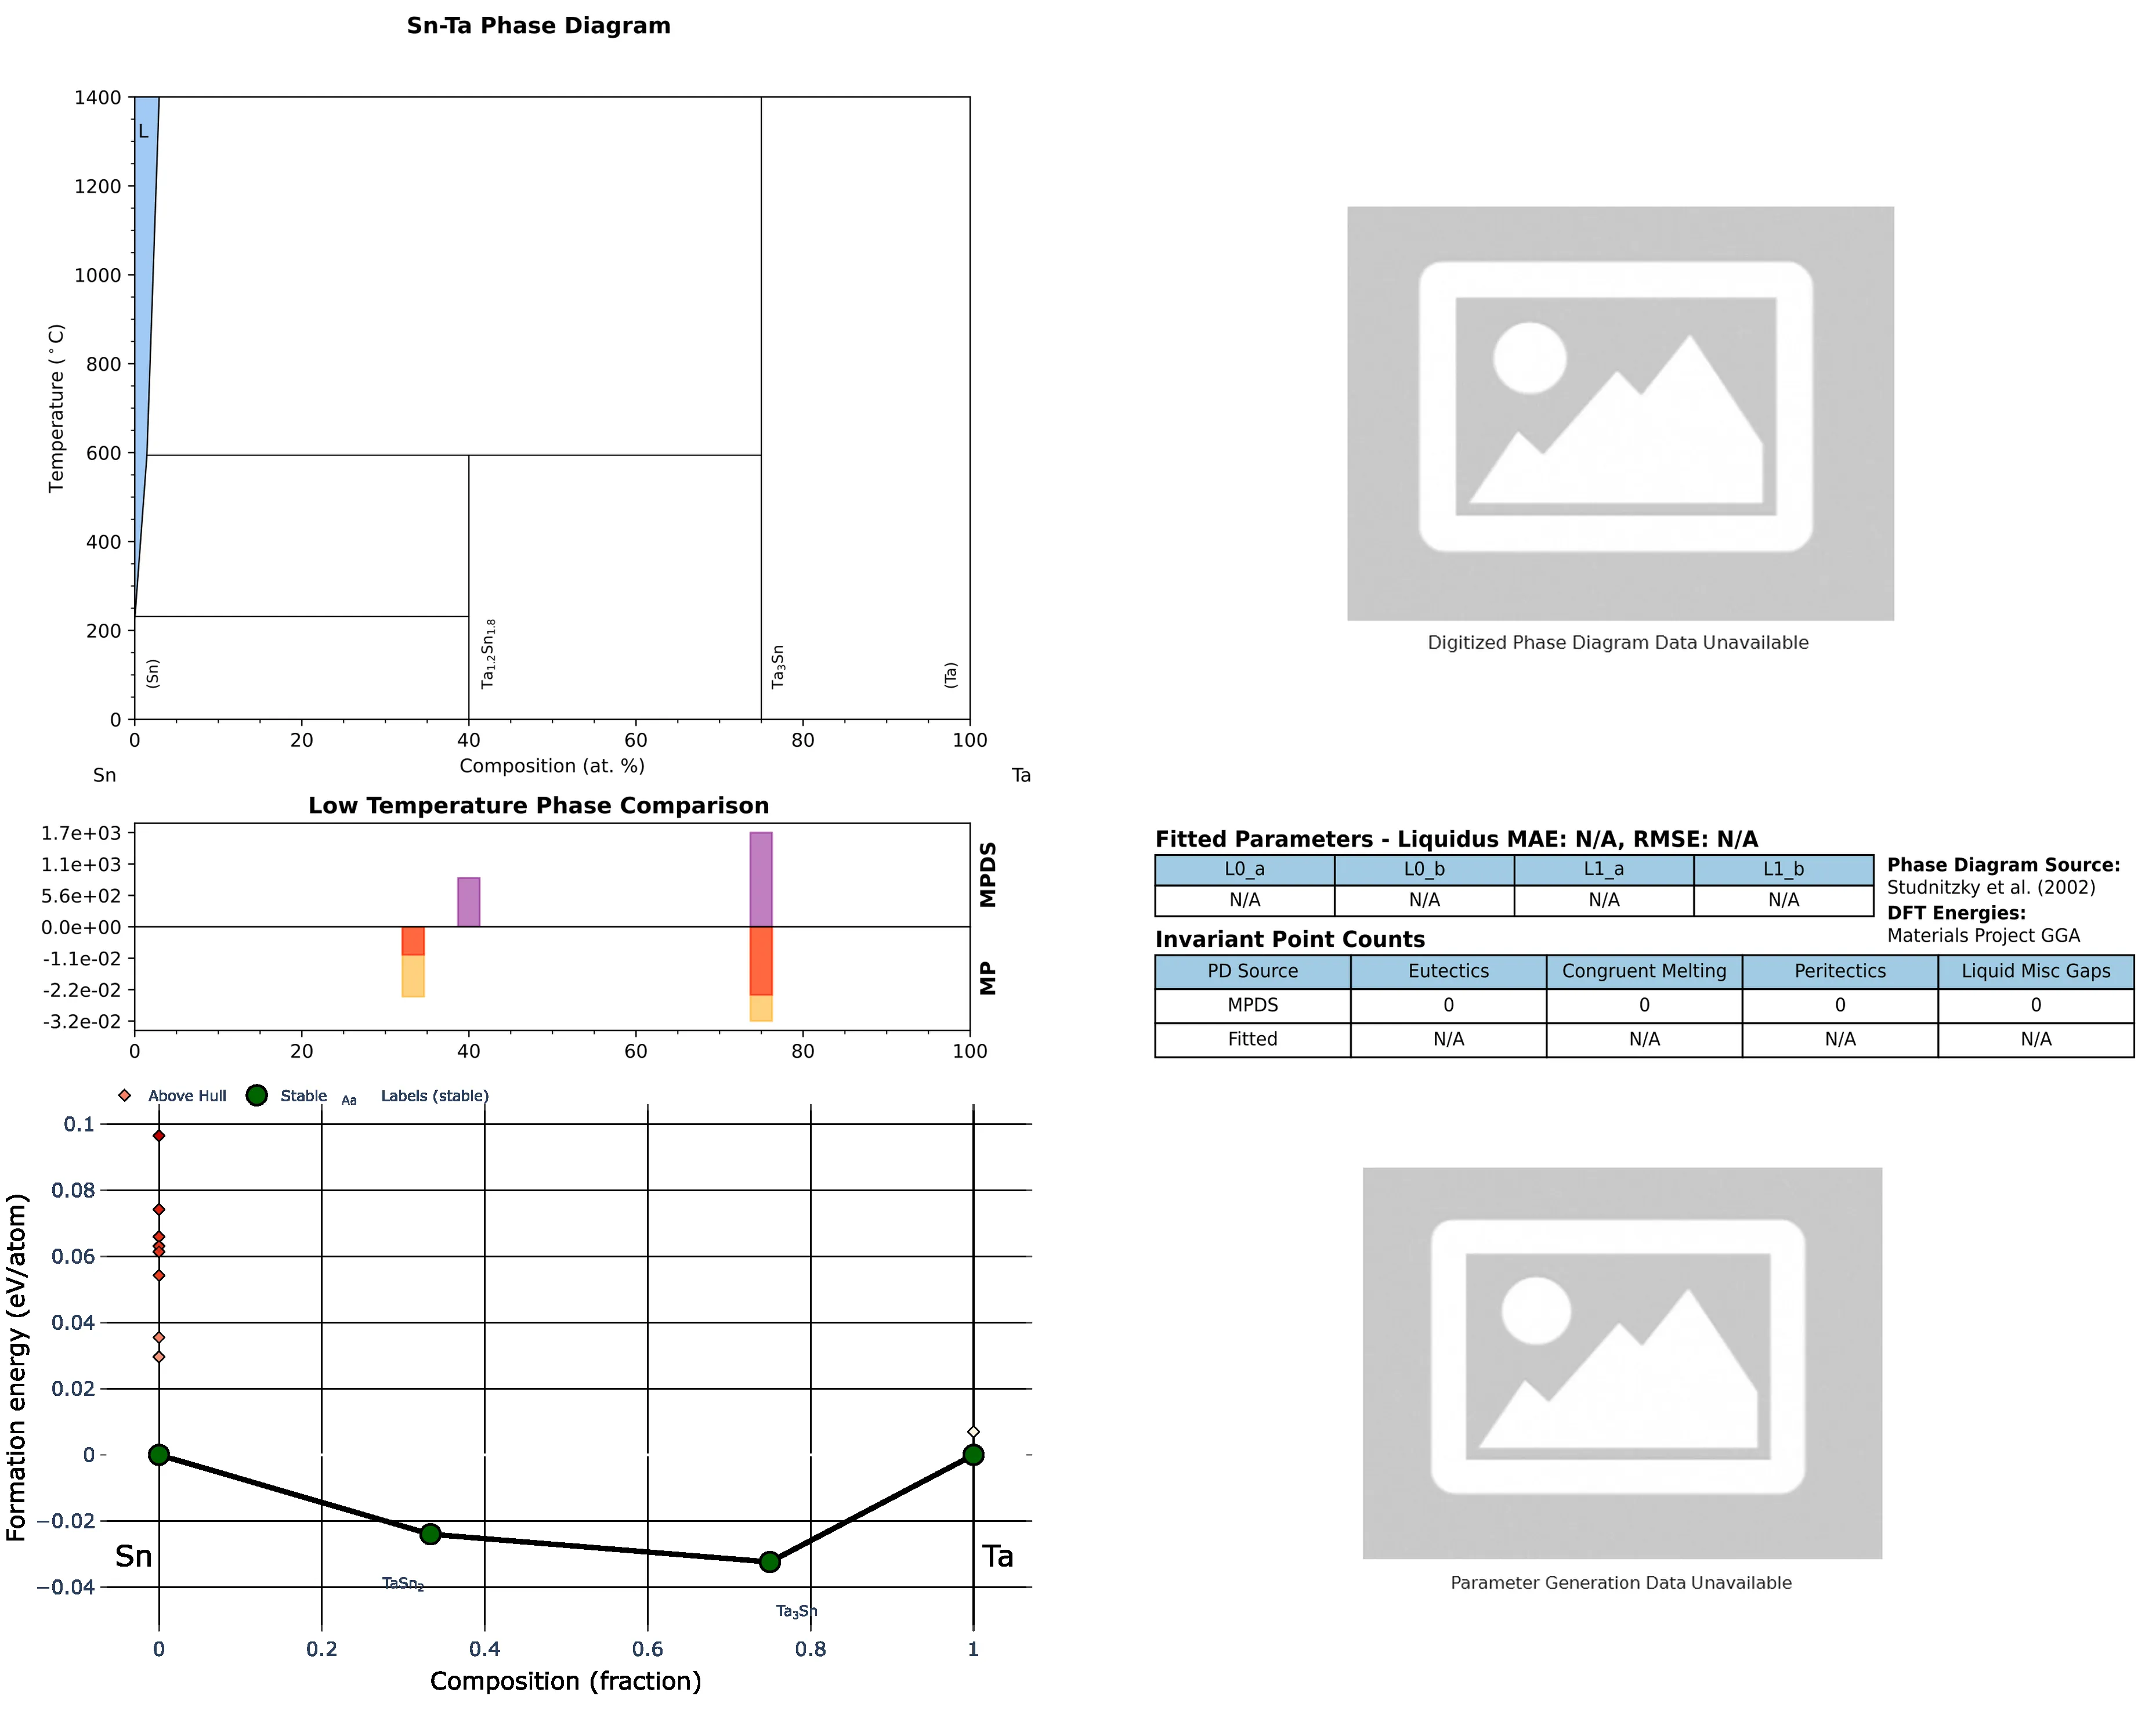 Sn-Ta Phase Diagram
1400
1200
1000
800
600
400
200
0
Temperature (°C)
L
(Sn)
Ta1.2Sn1.8
Ta3Sn
(Ta)
0 20 40 60 80 100
Composition (at. %)
Sn Ta
Digitized Phase Diagram Data Unavailable
Low Temperature Phase Comparison
1.7e+03
1.1e+03
5.6e+02
0.0e+00
-1.1e-02
-2.2e-02
-3.2e-02
MPDS
MP
0 20 40 60 80 100
Fitted Parameters - Liquidus MAE: N/A, RMSE: N/A
L0_a L0_b L1_a L1_b
N/A N/A N/A N/A
Phase Diagram Source:
Studnitzky et al. (2002)
DFT Energies:
Materials Project GGA
Invariant Point Counts
PD Source Eutectics Congruent Melting Peritectics Liquid Misc Gaps
MPDS 0 0 0 0
Fitted N/A N/A N/A N/A
Above Hull Stable Aa Labels (stable)
0.1
0.08
0.06
0.04
0.02
0
−0.02
−0.04
Formation energy (eV/atom)
Sn Ta
TaSn2
Ta3Sn
0 0.2 0.4 0.6 0.8 1
Composition (fraction)
Parameter Generation Data Unavailable